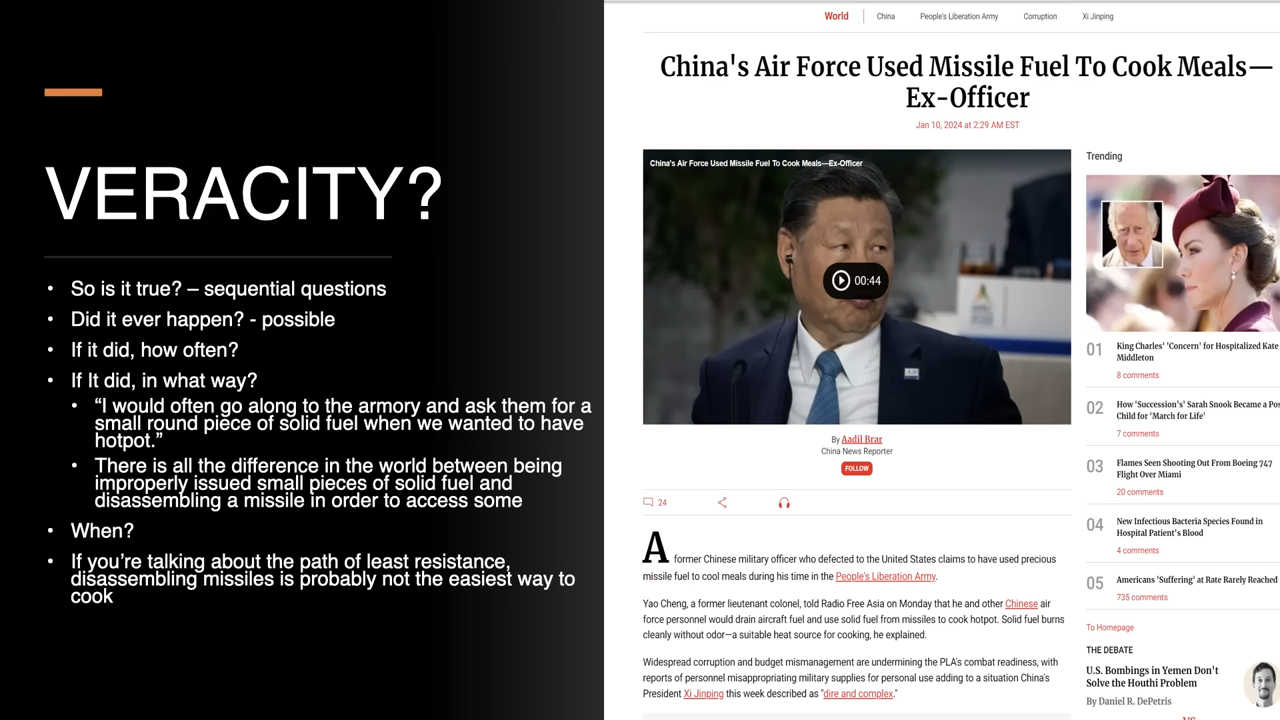 VERACITY?
• So is it true? – sequential questions
• Did it ever happen? - possible
• If it did, how often?
• If It did, in what way?
• “I would often go along to the armory and ask them for a
small round piece of solid fuel when we wanted to have
hotpot.”
• There is all the difference in the world between being
improperly issued small pieces of solid fuel and
disassembling a missile in order to access some
• When?
• If you’re talking about the path of least resistance,
disassembling missiles is probably not the easiest way to
cook
World
China
People's Liberation Army
Corruption
Xi Jinping
China's Air Force Used Missile Fuel To Cook Meals—
Ex-Officer
Jan 10, 2024 at 2:29 AM EST
China's Air Force Used Missile Fuel To Cook Meals—Ex-Officer
00:44
By Aadil Brar
China News Reporter
FOLLOW
24
A former Chinese military officer who defected to the United States claims to have used precious
missile fuel to cool meals during his time in the People's Liberation Army.
Yao Cheng, a former lieutenant colonel, told Radio Free Asia on Monday that he and other Chinese air
force personnel would drain aircraft fuel and use solid fuel from missiles to cook hotpot. Solid fuel burns
cleanly without odor—a suitable heat source for cooking, he explained.
Widespread corruption and budget mismanagement are undermining the PLA's combat readiness, with
reports of personnel misappropriating military supplies for personal use adding to a situation China's
President Xi Jinping this week described as "dire and complex."
Trending
01 King Charles' 'Concern' for Hospitalized Kate
Middleton
8 comments
02 How 'Succession's' Sarah Snook Became a Pos
Child for 'March for Life'
7 comments
03 Flames Seen Shooting Out From Boeing 747
Flight Over Miami
20 comments
04 New Infectious Bacteria Species Found in
Hospital Patient's Blood
4 comments
05 Americans 'Suffering' at Rate Rarely Reached
735 comments
To Homepage
THE DEBATE
U.S. Bombings in Yemen Don't
Solve the Houthi Problem
By Daniel R. DePetris
VS